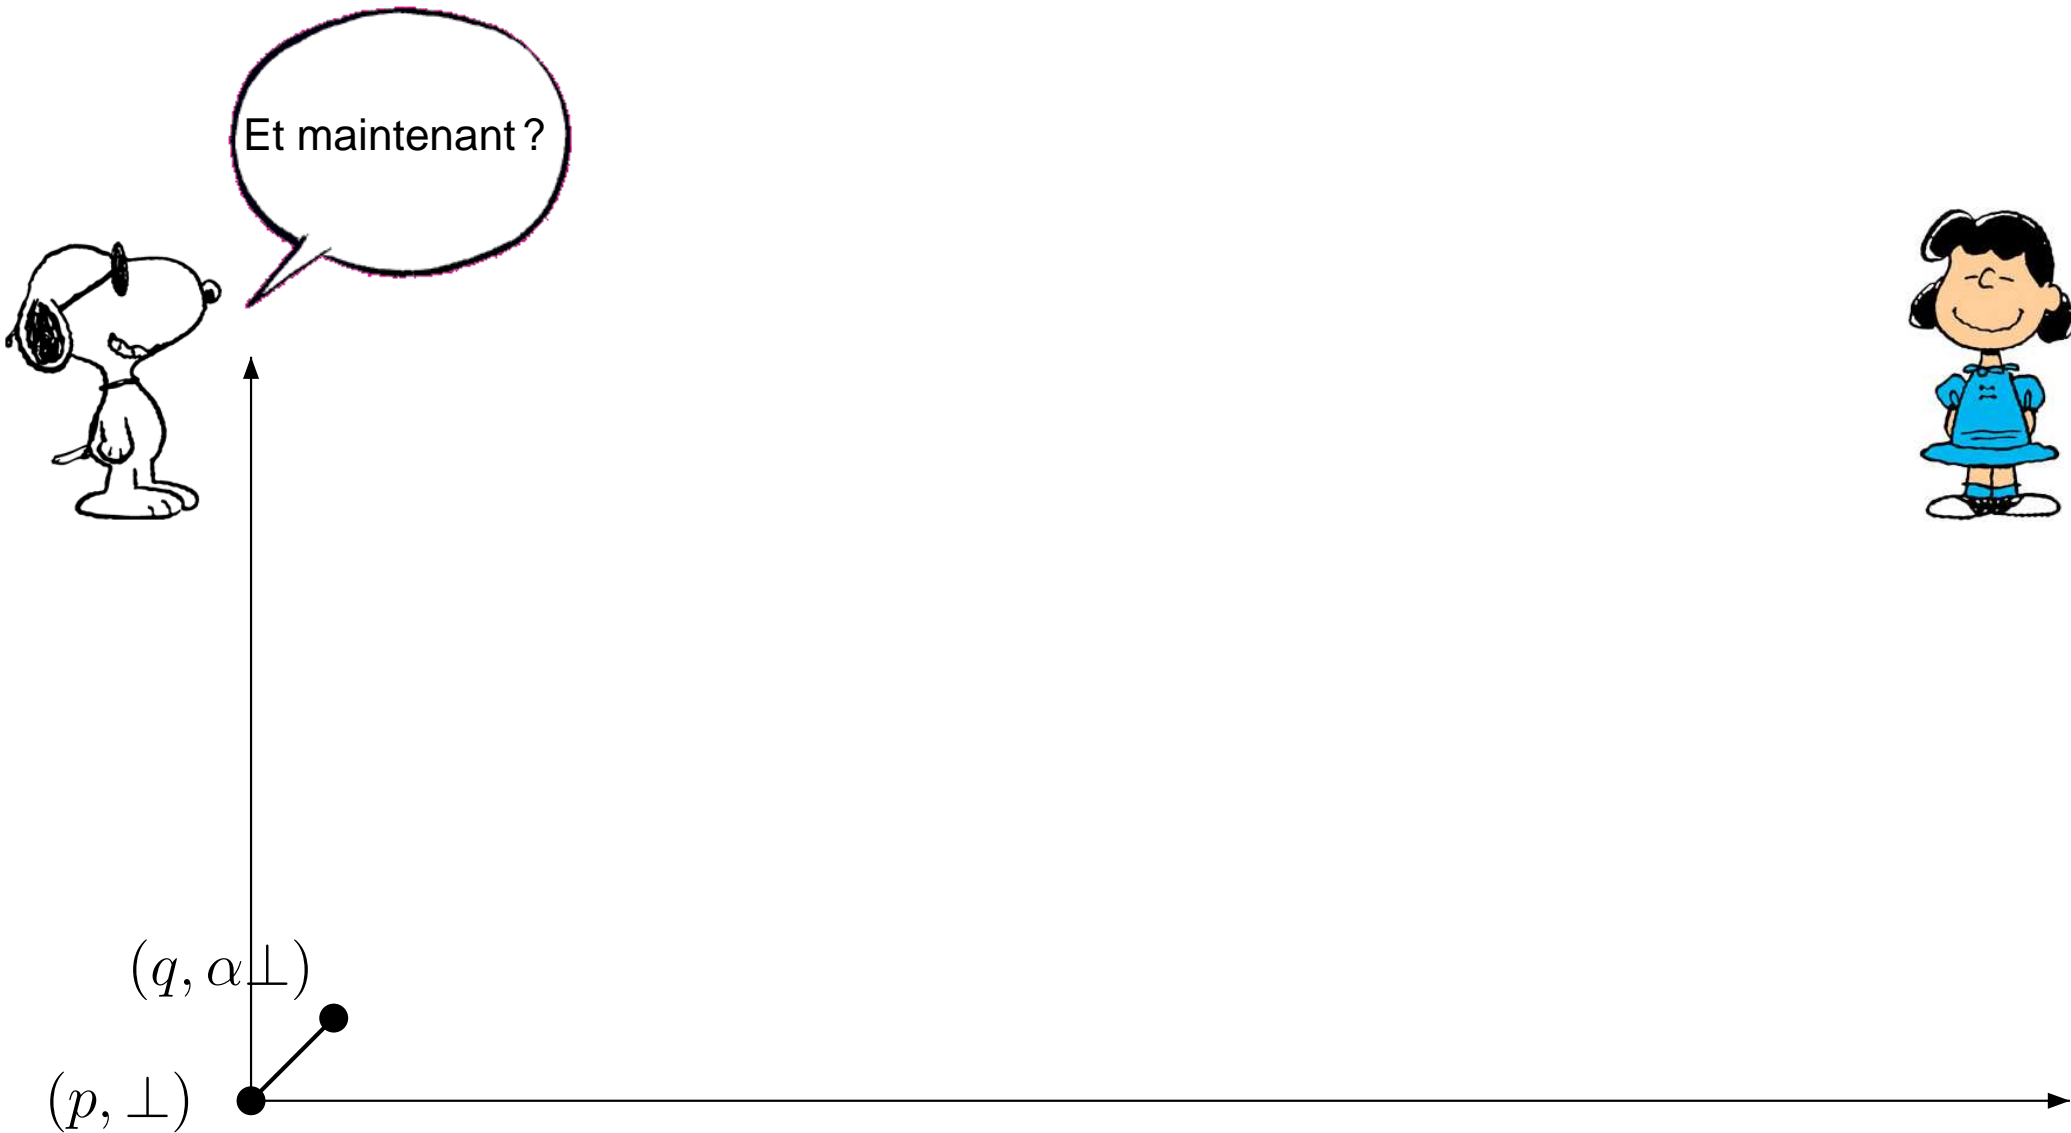 Et maintenant ?
(q, α⊥)
(p, ⊥)